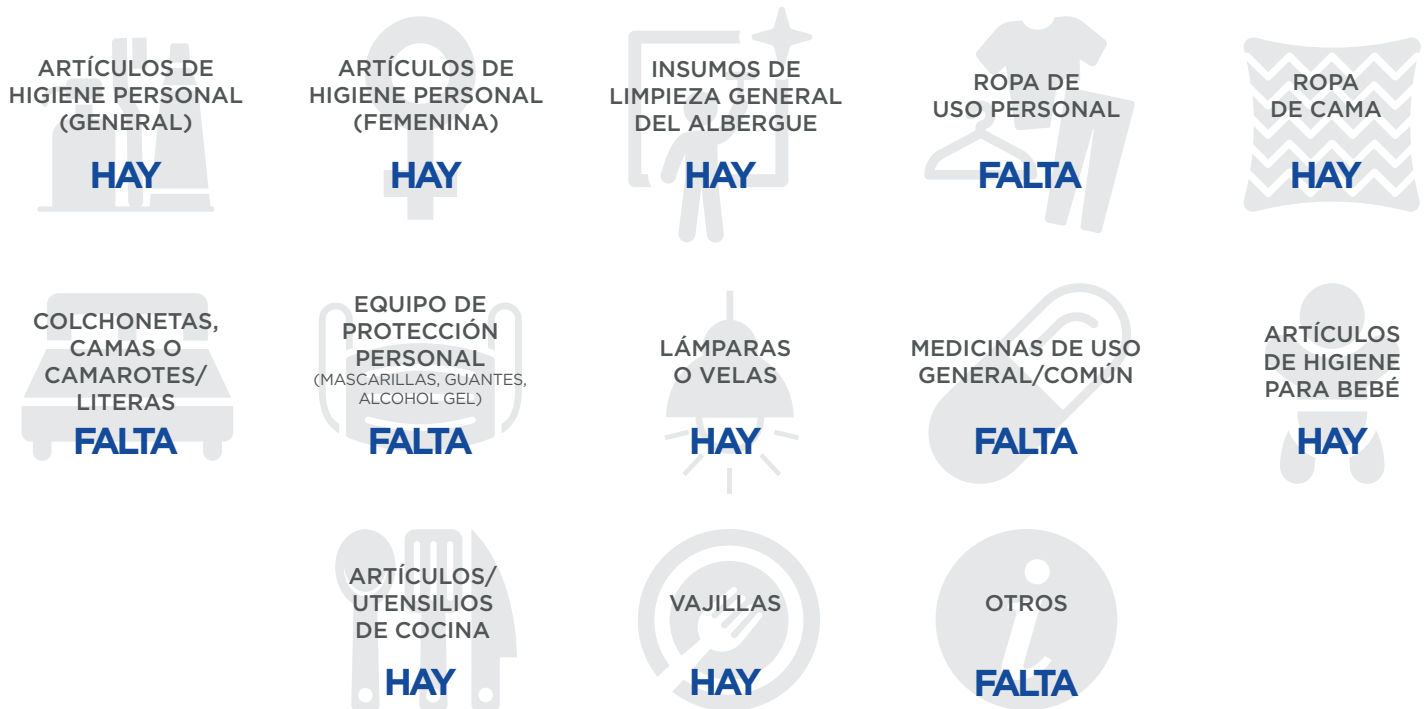 ARTÍCULOS DE
HIGIENE PERSONAL
(GENERAL)
HAY
ARTÍCULOS DE
HIGIENE PERSONAL
(FEMENINA)
HAY
INSUMOS DE
LIMPIEZA GENERAL
DEL ALBERGUE
HAY
ROPA DE
USO PERSONAL
FALTA
ROPA
DE CAMA
HAY
COLCHONETAS,
CAMAS O
CAMAROTES/
LITERAS
FALTA
EQUIPO DE
PROTECCIÓN
PERSONAL
(MASCARILLAS, GUANTES,
ALCOHOL GEL)
FALTA
LÁMPARAS
O VELAS
HAY
MEDICINAS DE USO
GENERAL/COMÚN
FALTA
ARTÍCULOS
DE HIGIENE
PARA BEBÉ
HAY
ARTÍCULOS/
UTENSILIOS
DE COCINA
HAY
VAJILLAS
HAY
OTROS
FALTA